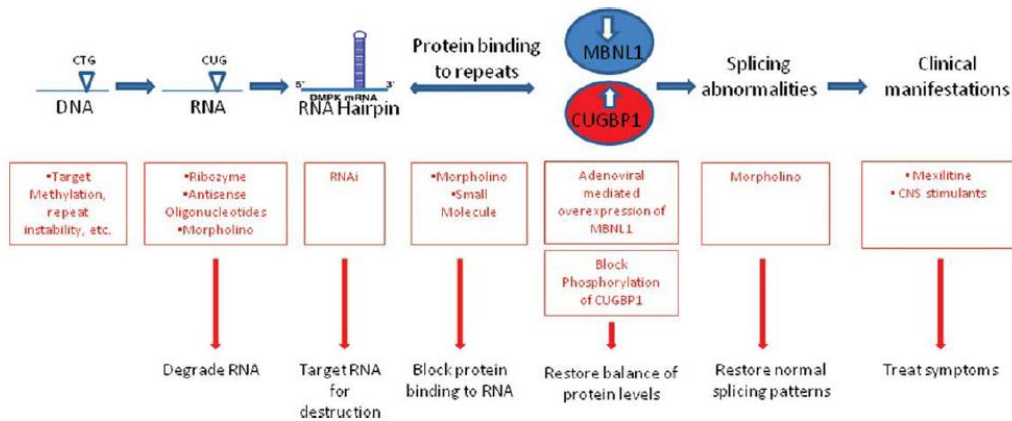 CTG
DNA
CUG
RNA
5'
3'
DMPK mRNA
RNA Hairpin
Protein binding
to repeats
MBNL1
CUGBP1
Splicing
abnormalities
Clinical
manifestations
▪Target
Methylation,
repeat
instability, etc.
▪Ribozyme
▪Antisense
Oligonucleotides
▪Morpholino
RNAi
▪Morpholino
▪Small
Molecule
Adenoviral
mediated
overexpression of
MBNL1
Block
Phosphorylation
of CUGBP1
Morpholino
▪ Mexilitine
▪ CNS stimulants
Degrade RNA
Target RNA
for
destruction
Block protein
binding to RNA
Restore balance of
protein levels
Restore normal
splicing patterns
Treat symptoms